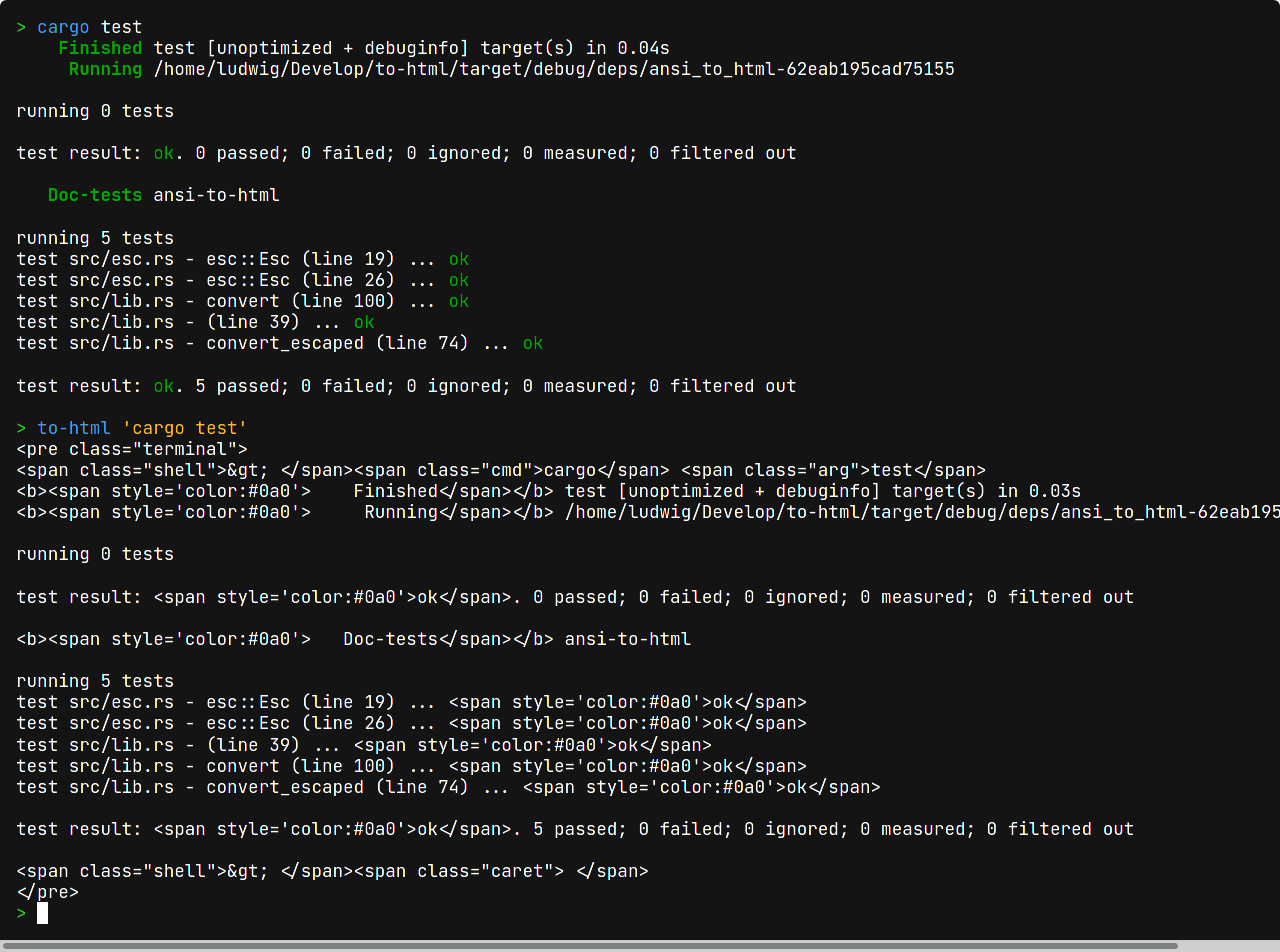 > cargo test
    Finished test [unoptimized + debuginfo] target(s) in 0.04s
     Running /home/ludwig/Develop/to-html/target/debug/deps/ansi_to_html-62eab195cad75155

running 0 tests

test result: ok. 0 passed; 0 failed; 0 ignored; 0 measured; 0 filtered out

   Doc-tests ansi-to-html

running 5 tests
test src/esc.rs - esc::Esc (line 19) ... ok
test src/esc.rs - esc::Esc (line 26) ... ok
test src/lib.rs - convert (line 100) ... ok
test src/lib.rs - (line 39) ... ok
test src/lib.rs - convert_escaped (line 74) ... ok

test result: ok. 5 passed; 0 failed; 0 ignored; 0 measured; 0 filtered out

> to-html 'cargo test'
<pre class="terminal">
<span class="shell">&gt; </span><span class="cmd">cargo</span> <span class="arg">test</span>
<b><span style='color:#0a0'>    Finished</span></b> test [unoptimized + debuginfo] target(s) in 0.03s
<b><span style='color:#0a0'>     Running</span></b> /home/ludwig/Develop/to-html/target/debug/deps/ansi_to_html-62eab195

running 0 tests

test result: <span style='color:#0a0'>ok</span>. 0 passed; 0 failed; 0 ignored; 0 measured; 0 filtered out

<b><span style='color:#0a0'>   Doc-tests</span></b> ansi-to-html

running 5 tests
test src/esc.rs - esc::Esc (line 19) ... <span style='color:#0a0'>ok</span>
test src/esc.rs - esc::Esc (line 26) ... <span style='color:#0a0'>ok</span>
test src/lib.rs - (line 39) ... <span style='color:#0a0'>ok</span>
test src/lib.rs - convert (line 100) ... <span style='color:#0a0'>ok</span>
test src/lib.rs - convert_escaped (line 74) ... <span style='color:#0a0'>ok</span>

test result: <span style='color:#0a0'>ok</span>. 5 passed; 0 failed; 0 ignored; 0 measured; 0 filtered out

<span class="shell">&gt; </span><span class="caret"> </span>
</pre>
>